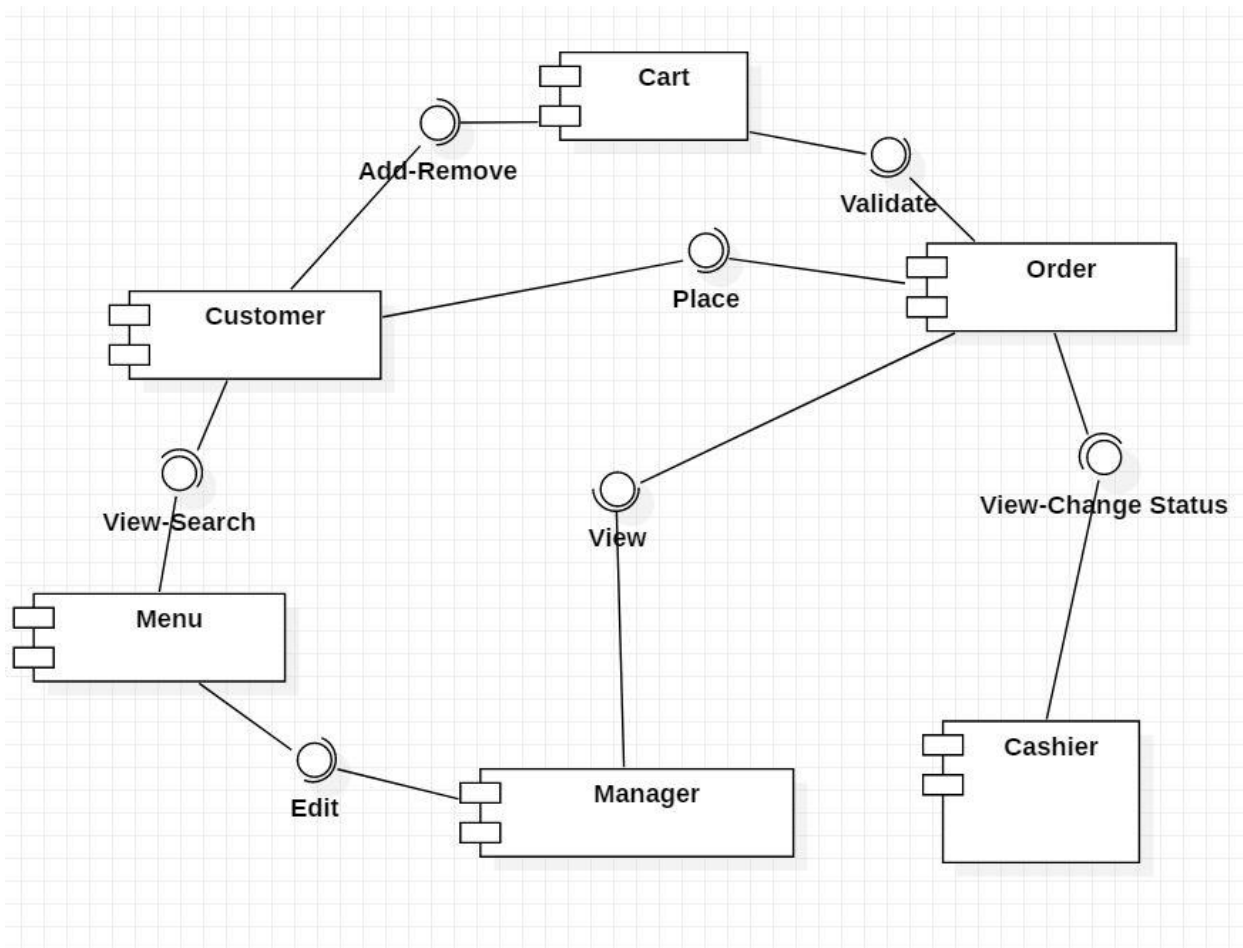 Cart
Add-Remove
Validate
Order
Place
Customer
View-Search
View-Change Status
View
Menu
Cashier
Manager
Edit